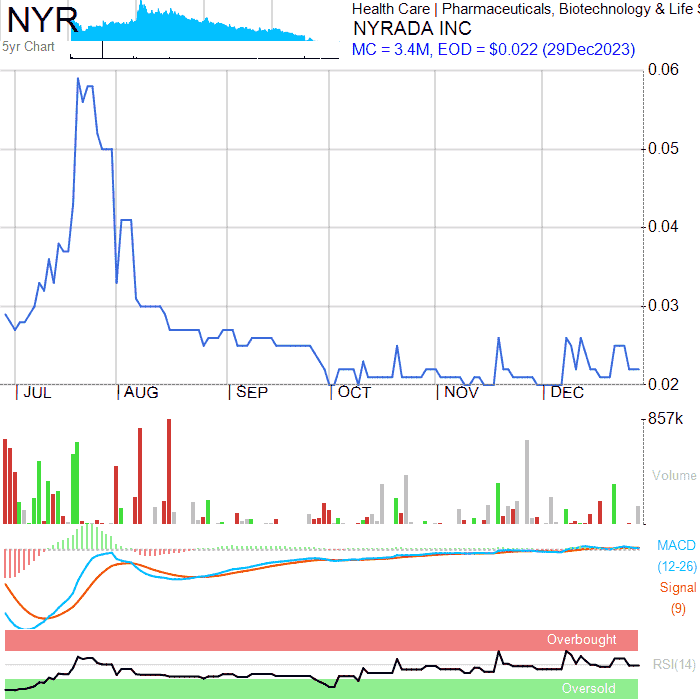 NYR
Health Care | Pharmaceuticals, Biotechnology & Life S
NYRADA INC
5yr Chart
MC = 3.4M, EOD = $0.022 (29Dec2023)
0.06
0.05
0.04
0.03
0.02
JUL AUG SEP OCT NOV DEC
857k
Volume
MACD
(12-26)
Signal
(9)
Overbought
RSI(14)
Oversold